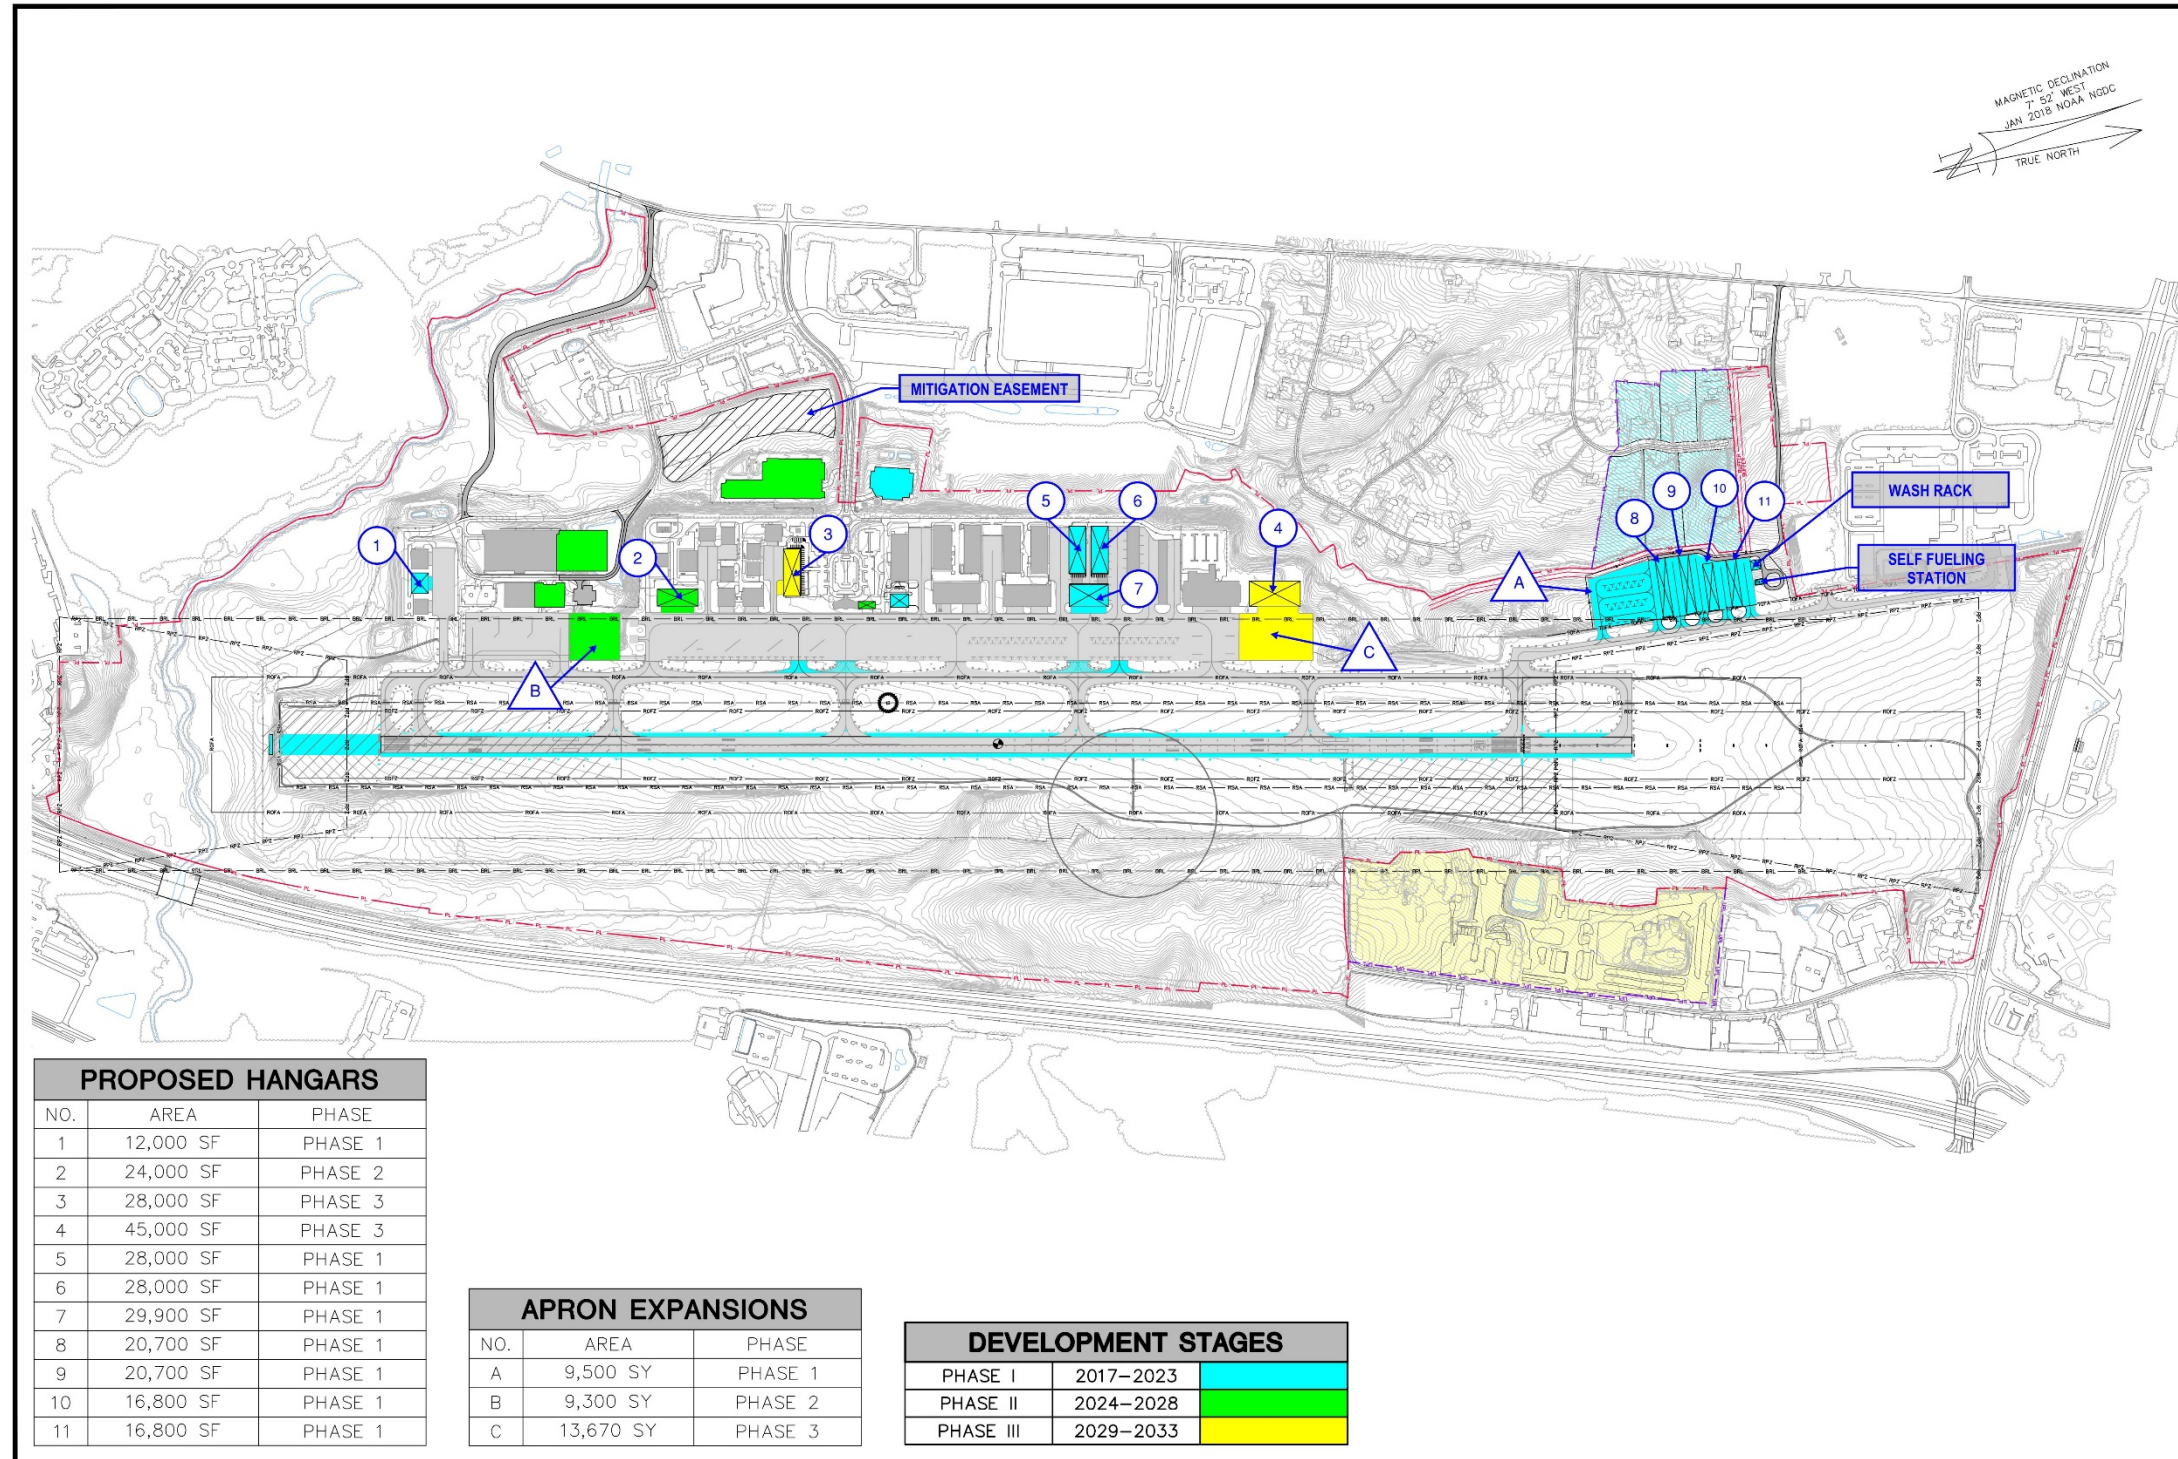 MAGNETIC DECLINATION
7° 52' WEST
JAN 2018 NOAA NGDC
TRUE NORTH
MITIGATION EASEMENT
1
2
3
4
5
6
7
8
9
10
11
WASH RACK
SELF FUELING
STATION
A
B
C
PROPOSED HANGARS
NO. AREA PHASE
1 12,000 SF PHASE 1
2 24,000 SF PHASE 2
3 28,000 SF PHASE 3
4 45,000 SF PHASE 3
5 28,000 SF PHASE 1
6 28,000 SF PHASE 1
7 29,900 SF PHASE 1
8 20,700 SF PHASE 1
9 20,700 SF PHASE 1
10 16,800 SF PHASE 1
11 16,800 SF PHASE 1
APRON EXPANSIONS
NO. AREA PHASE
A 9,500 SY PHASE 1
B 9,300 SY PHASE 2
C 13,670 SY PHASE 3
DEVELOPMENT STAGES
PHASE I 2017-2023
PHASE II 2024-2028
PHASE III 2029-2033